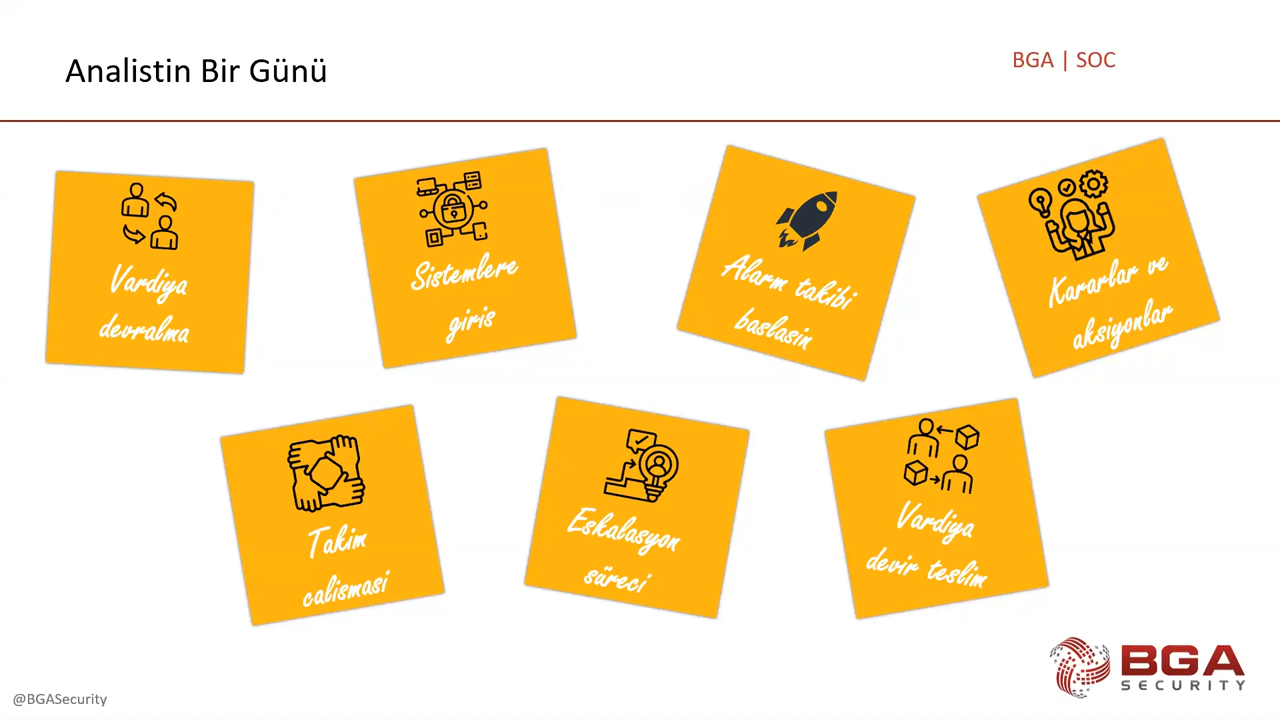 Analistin Bir Günü
BGA | SOC
Vardiya
devralma
Sistemlere
giris
Alarm takibi
baslasin
Kararlar ve
aksiyonlar
Takim
calismasi
Eskalasyon
süreci
Vardiya
devir teslim
BGA
SECURITY
@BGASecurity